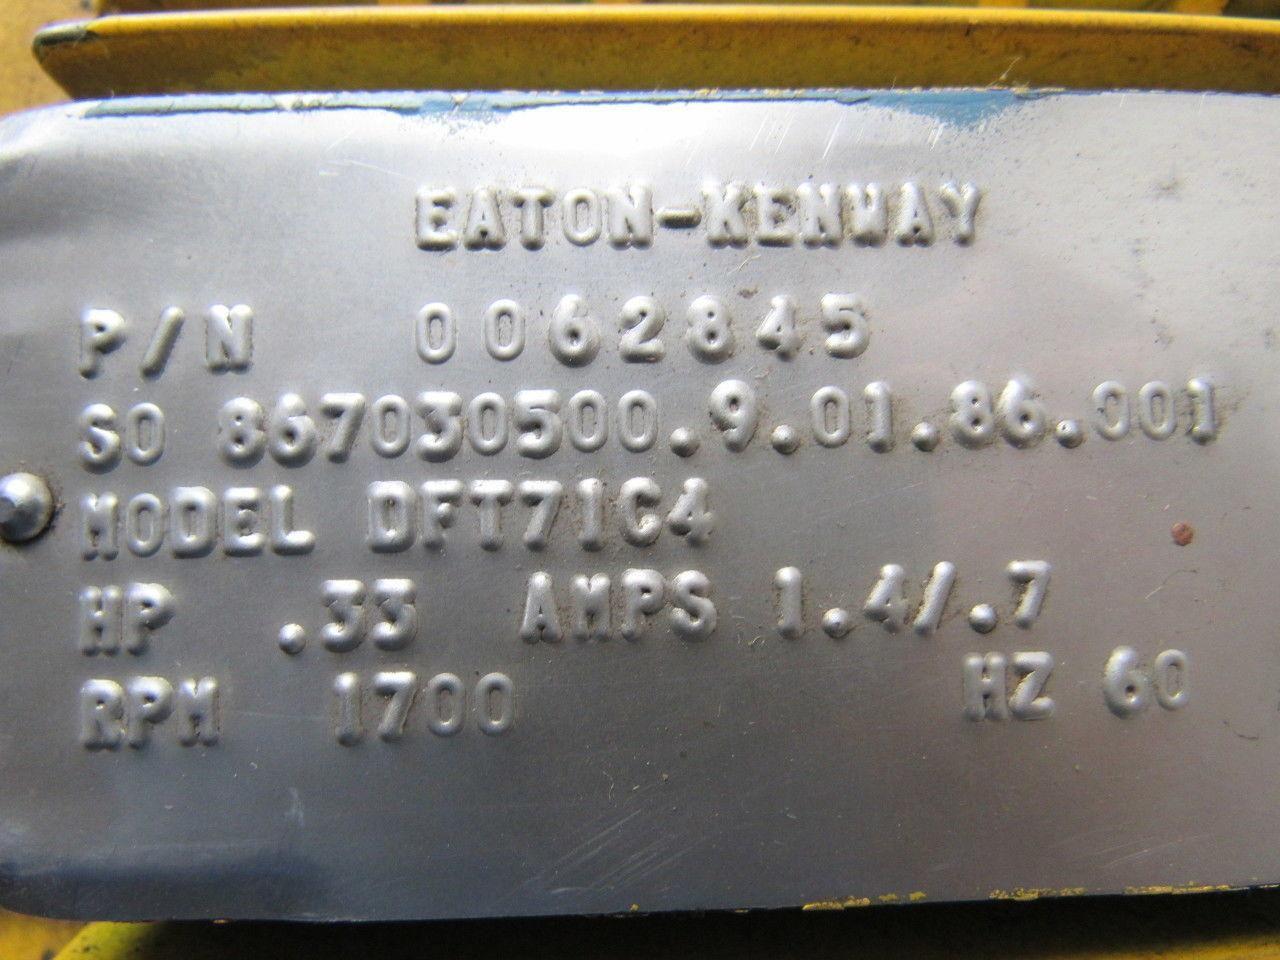 EATON-KENWAY
P/N 0062845
SO 867030500.9.01.86.001
MODEL DFT71C4
HP .33 AMPS 1.4/.7
RPM 1700 HZ 60